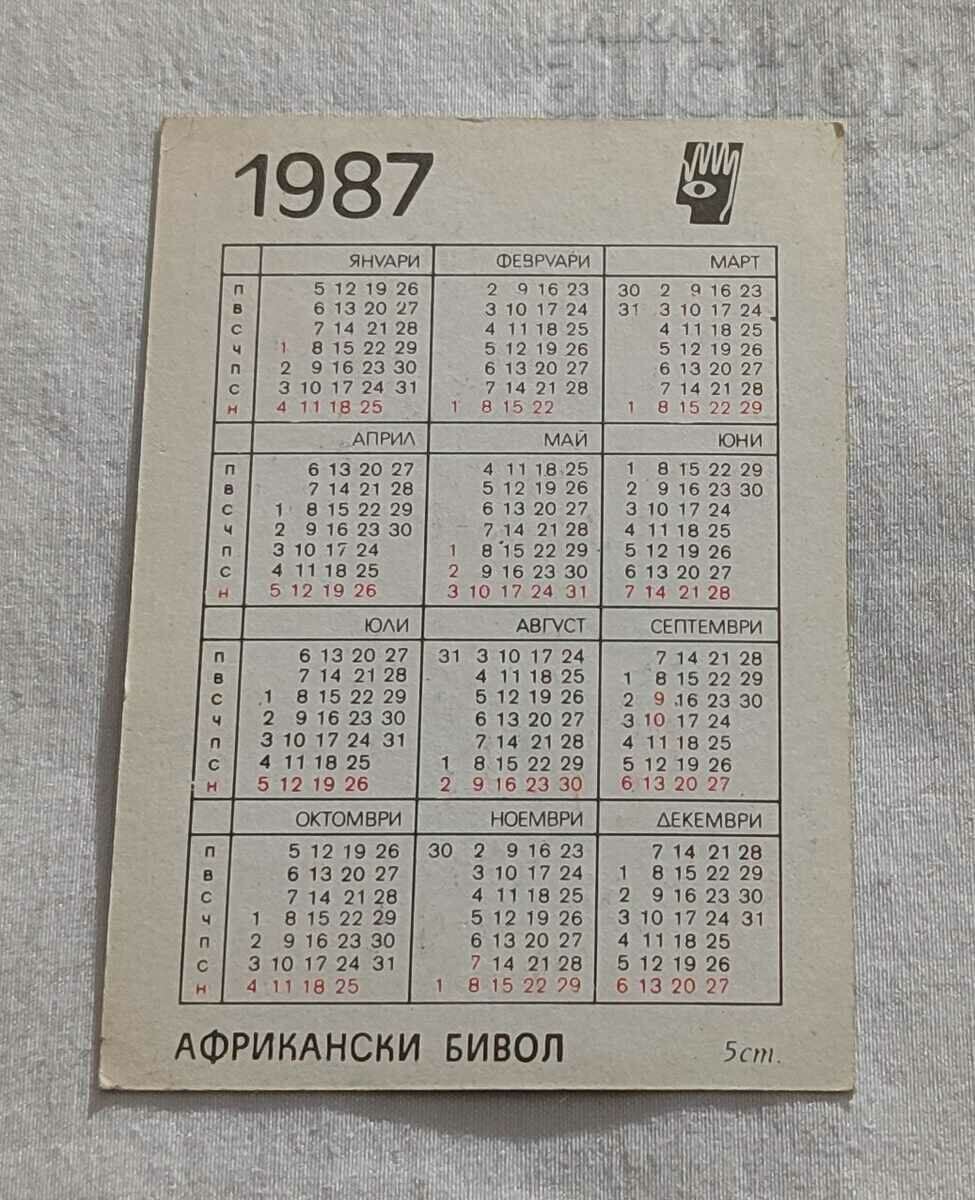 1987
ЯНУАРИ ФЕВРУАРИ МАРТ
П 5 12 19 26 2 9 16 23 30 2 9 16 23
В 6 13 20 27 3 10 17 24 31 3 10 17 24
С 7 14 21 28 4 11 18 25 4 11 18 25
Ч 1 8 15 22 29 5 12 19 26 5 12 19 26
П 2 9 16 23 30 6 13 20 27 6 13 20 27
С 3 10 17 24 31 7 14 21 28 7 14 21 28
Н 4 11 18 25 1 8 15 22 1 8 15 22 29
АПРИЛ МАЙ ЮНИ
П 6 13 20 27 4 11 18 25 1 8 15 22 29
В 7 14 21 28 5 12 19 26 2 9 16 23 30
С 1 8 15 22 29 6 13 20 27 3 10 17 24
Ч 2 9 16 23 30 7 14 21 28 4 11 18 25
П 3 10 17 24 1 8 15 22 29 5 12 19 26
С 4 11 18 25 2 9 16 23 30 6 13 20 27
Н 5 12 19 26 3 10 17 24 31 7 14 21 28
ЮЛИ АВГУСТ СЕПТЕМВРИ
П 6 13 20 27 31 3 10 17 24 7 14 21 28
В 7 14 21 28 4 11 18 25 1 8 15 22 29
С 1 8 15 22 29 5 12 19 26 2 9 16 23 30
Ч 2 9 16 23 30 6 13 20 27 3 10 17 24
П 3 10 17 24 31 7 14 21 28 4 11 18 25
С 4 11 18 25 1 8 15 22 29 5 12 19 26
Н 5 12 19 26 2 9 16 23 30 6 13 20 27
ОКТОМВРИ НОЕМВРИ ДЕКЕМВРИ
П 5 12 19 26 30 2 9 16 23 7 14 21 28
В 6 13 20 27 3 10 17 24 1 8 15 22 29
С 7 14 21 28 4 11 18 25 2 9 16 23 30
Ч 1 8 15 22 29 5 12 19 26 3 10 17 24 31
П 2 9 16 23 30 6 13 20 27 4 11 18 25
С 3 10 17 24 31 7 14 21 28 5 12 19 26
Н 4 11 18 25 1 8 15 22 29 6 13 20 27
АФРИКАНСКИ БИВОЛ 5 ст.